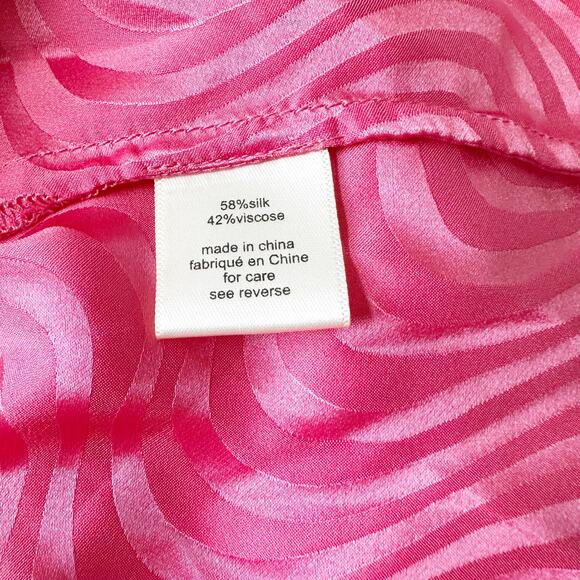 58%silk
42%viscose
made in china
fabriqué en Chine
for care
see reverse